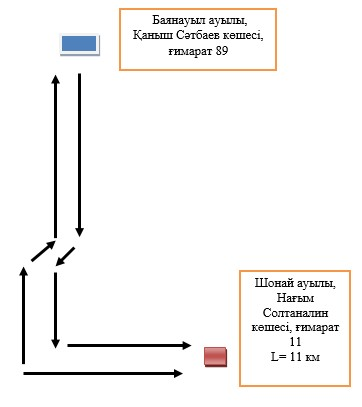 Баянауыл ауылы,
Қаныш Сәтбаев көшесі,
ғимарат 89
Шонай ауылы,
Нағым
Солтаналин
көшесі, ғимарат
11
L= 11 км